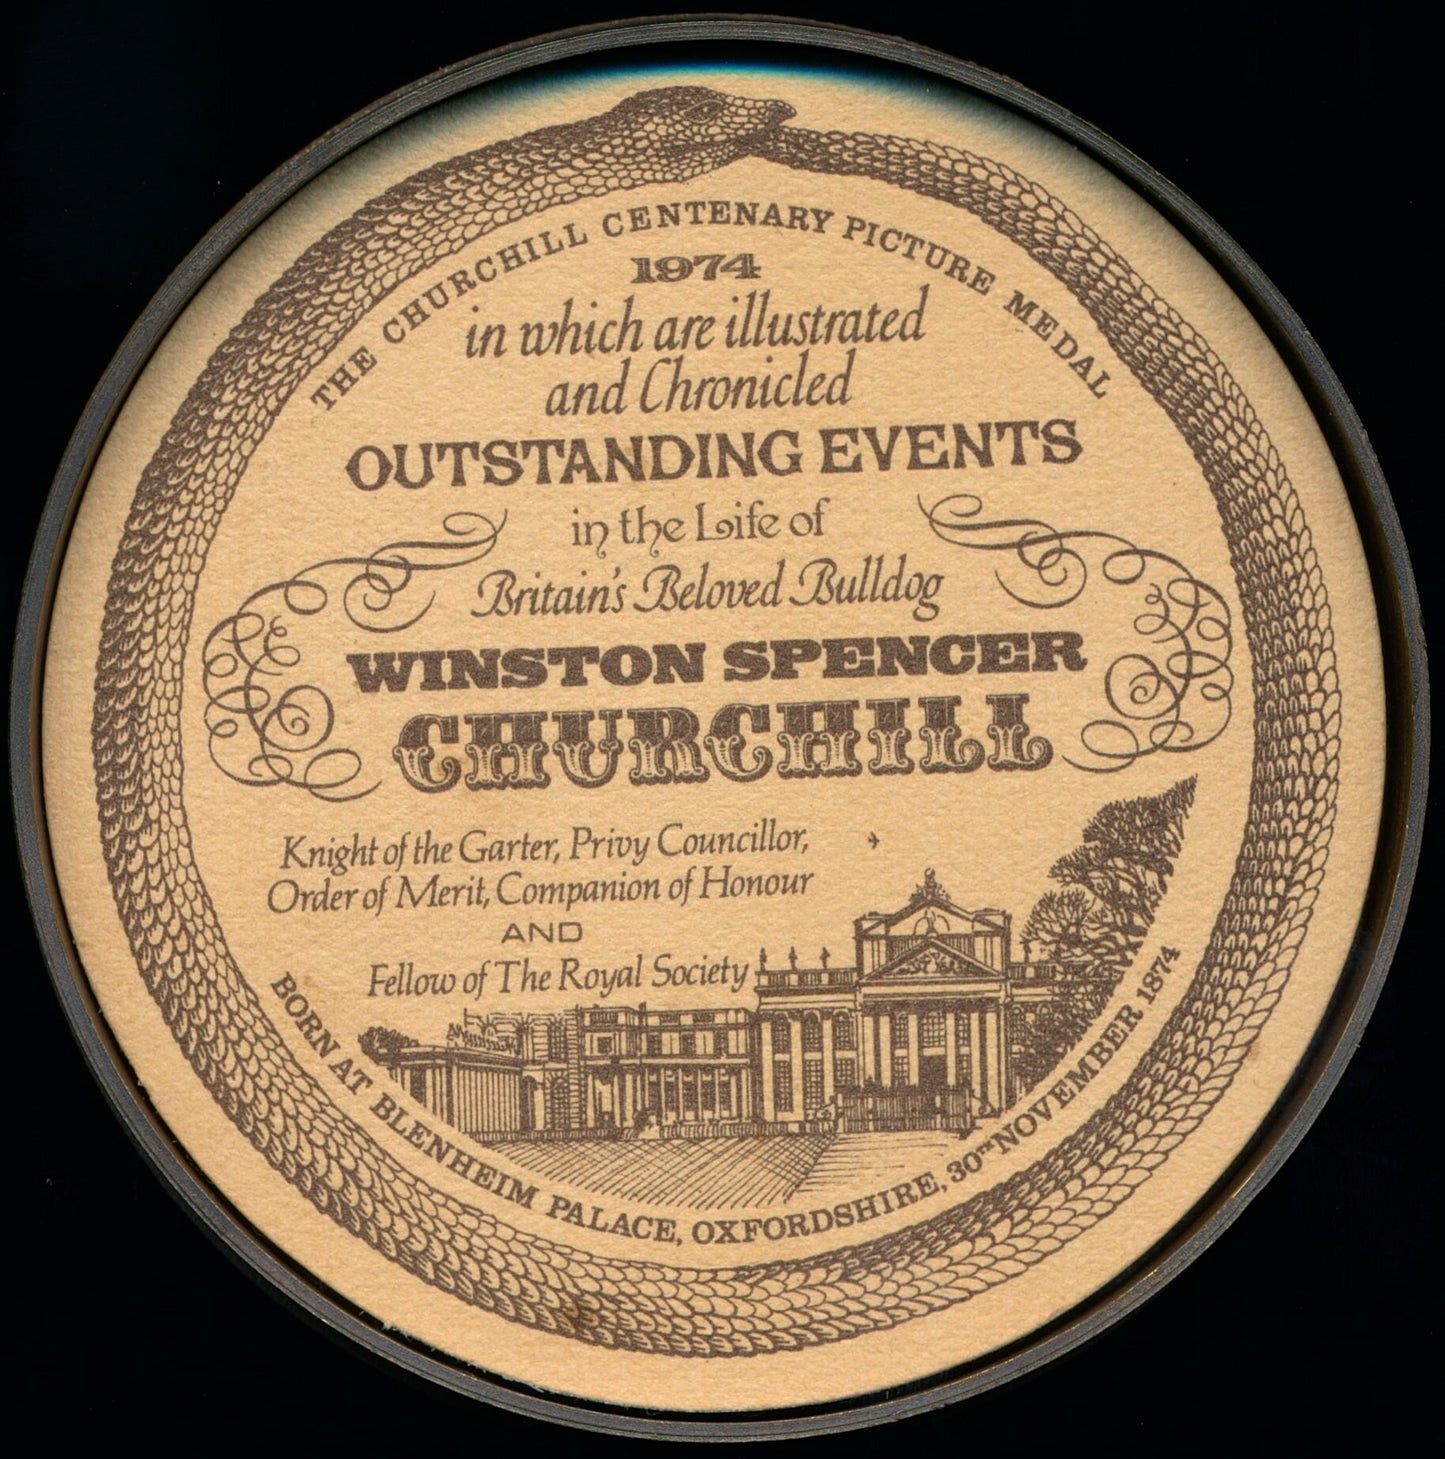 THE CHURCHILL CENTENARY PICTURE MEDAL
1974
in which are illustrated
and Chronicled
OUTSTANDING EVENTS
in the Life of
Britain's Beloved Bulldog
WINSTON SPENCER
CHURCHILL
Knight of the Garter, Privy Councillor,
Order of Merit, Companion of Honour
AND
Fellow of The Royal Society
BORN AT BLENHEIM PALACE, OXFORDSHIRE, 30TH NOVEMBER 1874